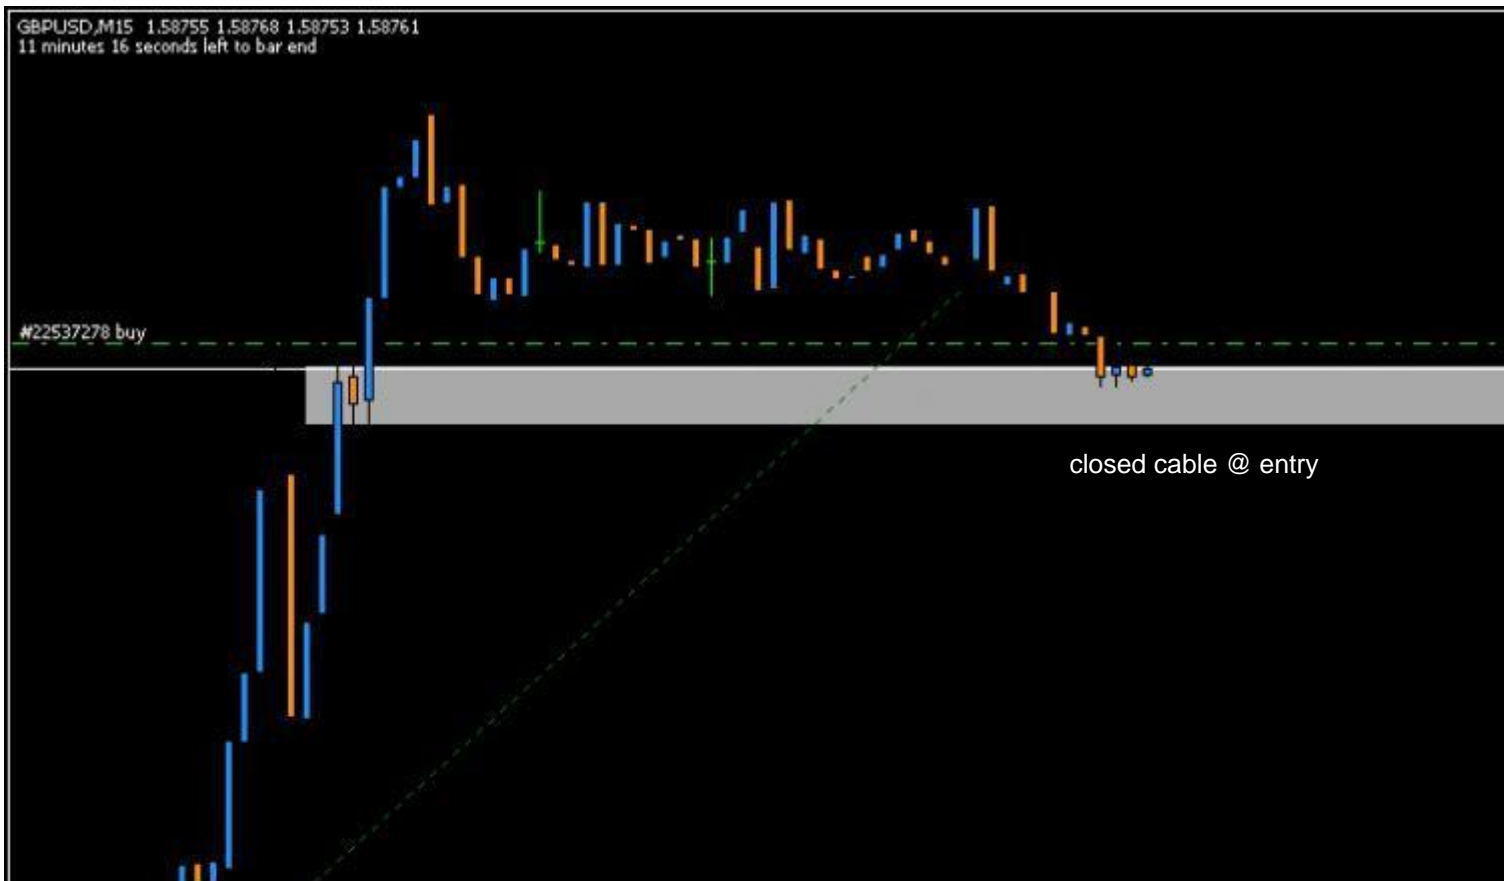 GBPUSD,M15 1.58755 1.58768 1.58753 1.58761
11 minutes 16 seconds left to bar end
#22537278 buy
closed cable @ entry